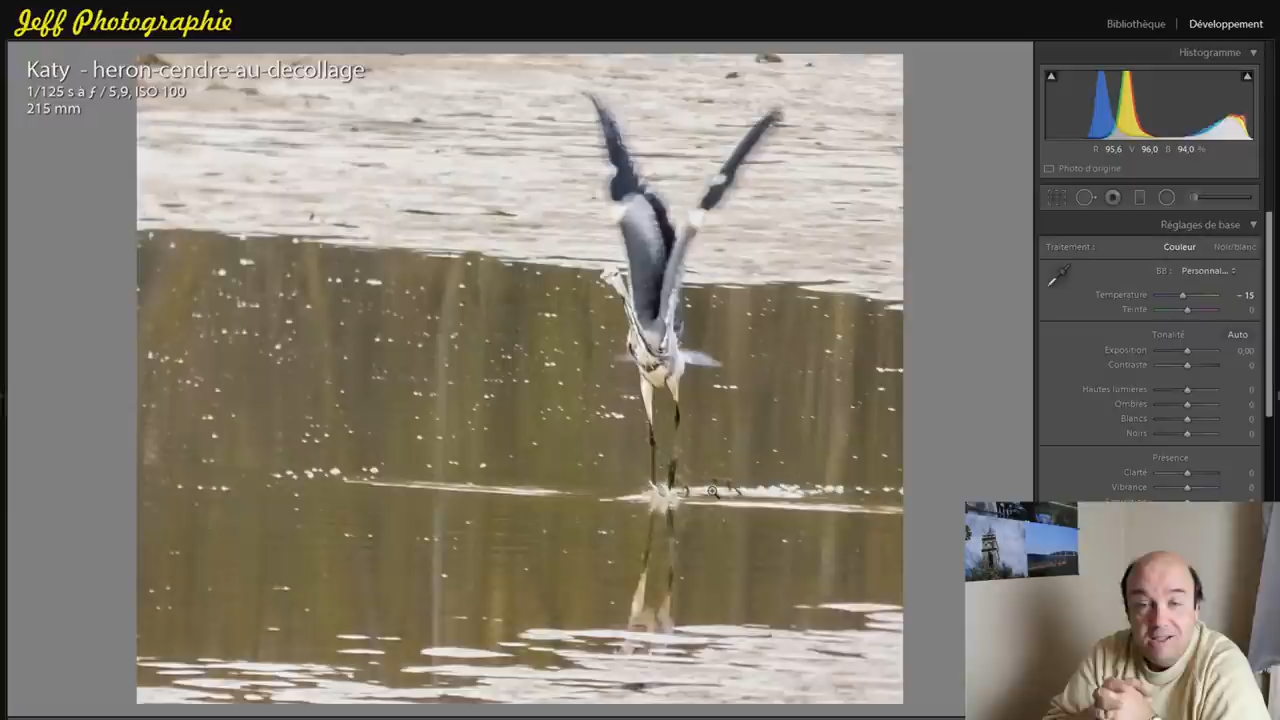 Jeff Photographie
Bibliothèque | Développement
Katy - heron-cendre-au-decollage
1/125 s à ƒ / 5,9, ISO 100
215 mm
Histogramme
R 95,6 V 96,0 B 94,0 %
Photo d'origine
Réglages de base
Traitement : Couleur Noir/blanc
BB : Personnal...
Température - 15
Teinte 0
Tonalité Auto
Exposition 0,00
Contraste 0
Hautes lumières 0
Ombres 0
Blancs 0
Noirs 0
Présence
Clarté 0
Vibrance 0